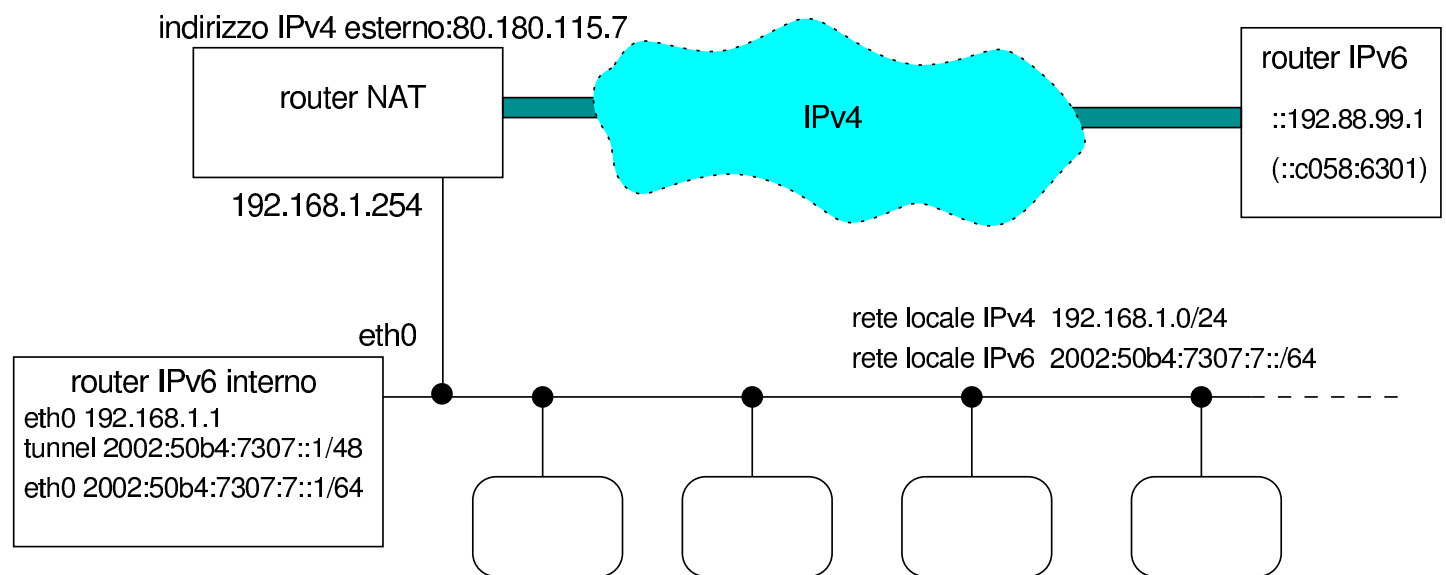 indirizzo IPv4 esterno:80.180.115.7
router NAT
192.168.1.254
IPv4
router IPv6
::192.88.99.1
(::c058:6301)
eth0
rete locale IPv4 192.168.1.0/24
rete locale IPv6 2002:50b4:7307:7::/64
router IPv6 interno
eth0 192.168.1.1
tunnel 2002:50b4:7307::1/48
eth0 2002:50b4:7307:7::1/64